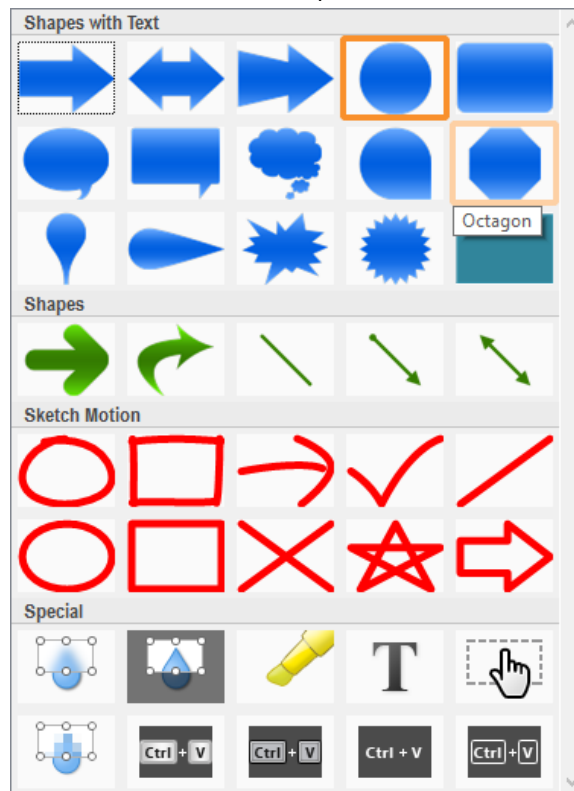 Shapes with Text
Octagon
Shapes
Sketch Motion
Special
T
Ctrl + V
Ctrl + V
Ctrl + V
Ctrl + V